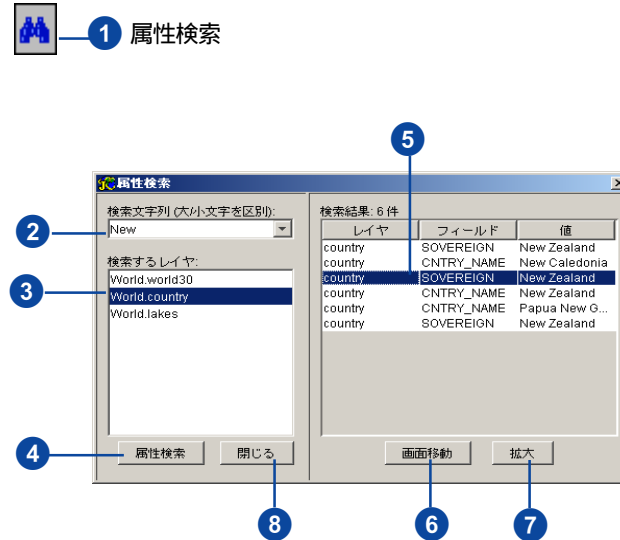 1 属性検索
5
属性検索
検索文字列 (大/小文字を区別):
2 New
検索するレイヤ:
3
World.world30
World.country
World.lakes
検索結果: 6 件
レイヤ フィールド 値
country SOVEREIGN New Zealand
country CNTRY_NAME New Caledonia
country SOVEREIGN New Zealand
country CNTRY_NAME New Zealand
country CNTRY_NAME Papua New G...
country SOVEREIGN New Zealand
4 属性検索 閉じる 画面移動 拡大
8 6 7